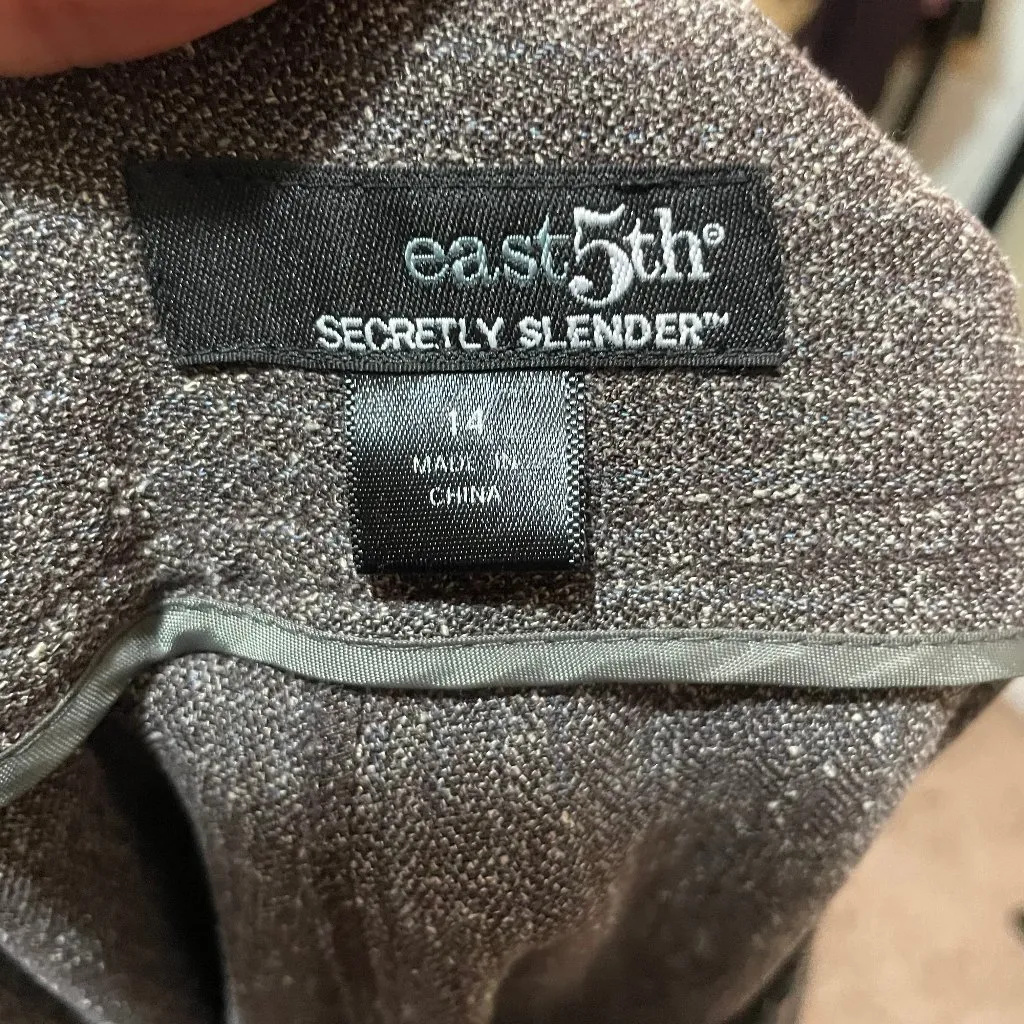 east5th®
SECRETLY SLENDER™
14
MADE IN
CHINA